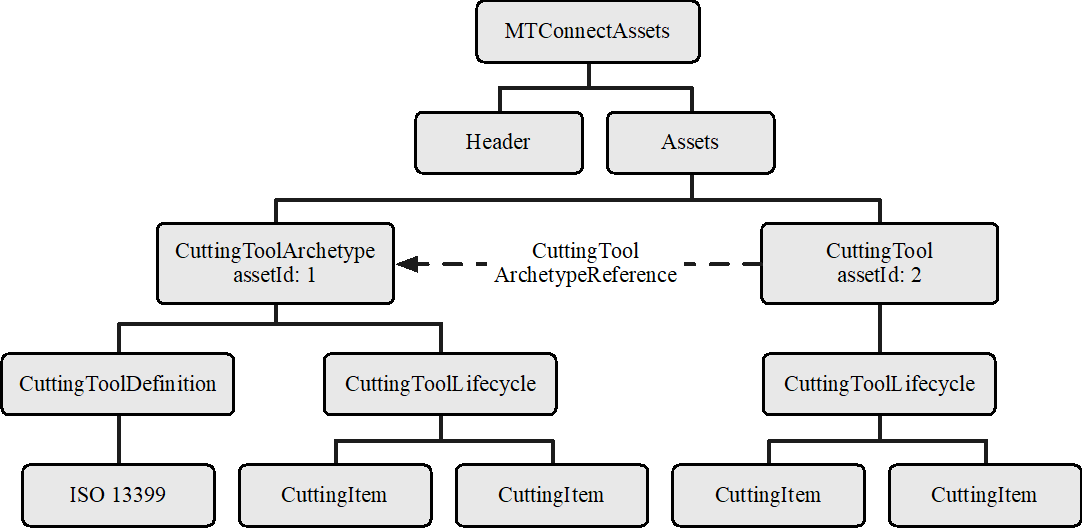 MTConnectAssets
Header
Assets
CuttingToolArchetype
assetId: 1
CuttingTool
ArchetypeReference
CuttingTool
assetId: 2
CuttingToolDefinition
CuttingToolLifecycle
CuttingToolLifecycle
ISO 13399
CuttingItem
CuttingItem
CuttingItem
CuttingItem